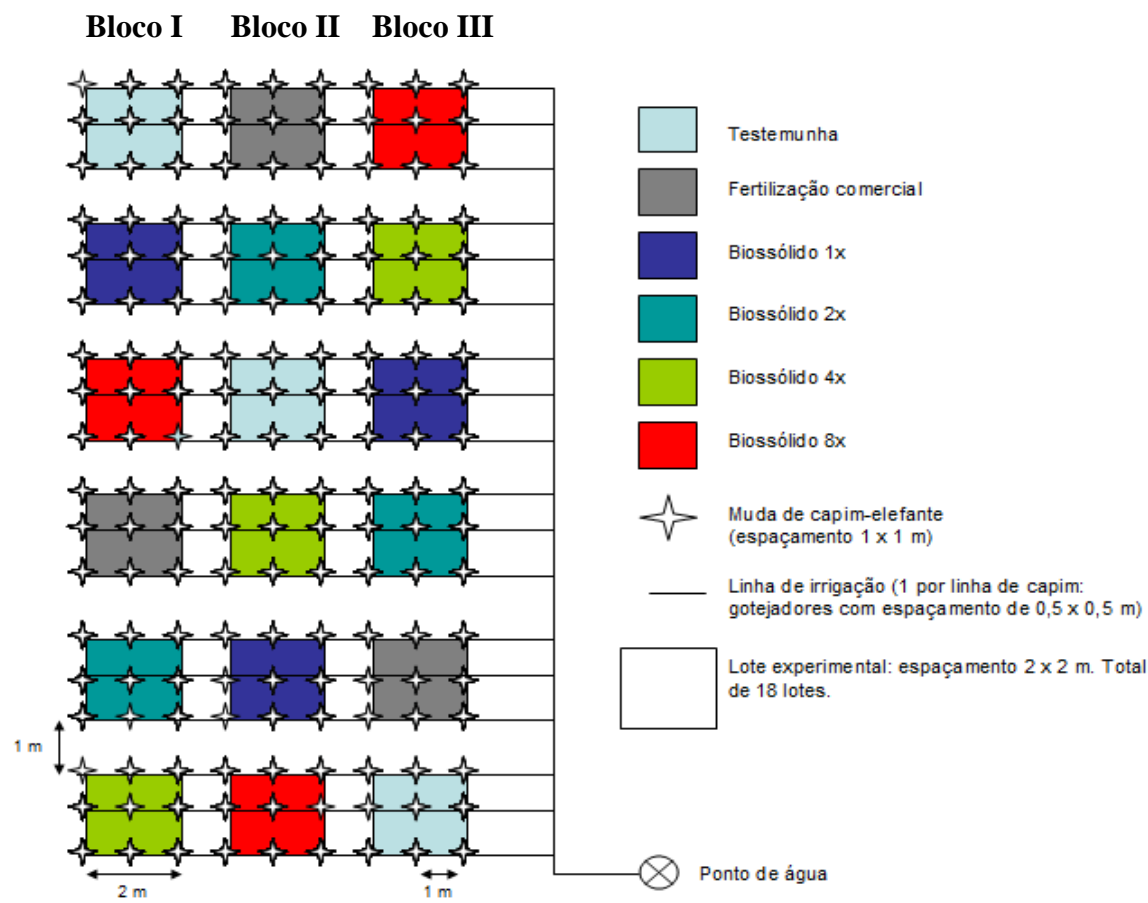 Bloco I Bloco II Bloco III
Testemunha
Fertilização comercial
Biossólido 1x
Biossólido 2x
Biossólido 4x
Biossólido 8x
Muda de capim-elefante
(espaçamento 1 x 1 m)
Linha de irrigação (1 por linha de capim:
gotejadores com espaçamento de 0,5 x 0,5 m)
Lote experimental: espaçamento 2 x 2 m. Total
de 18 lotes.
1 m
2 m
1 m
Ponto de água